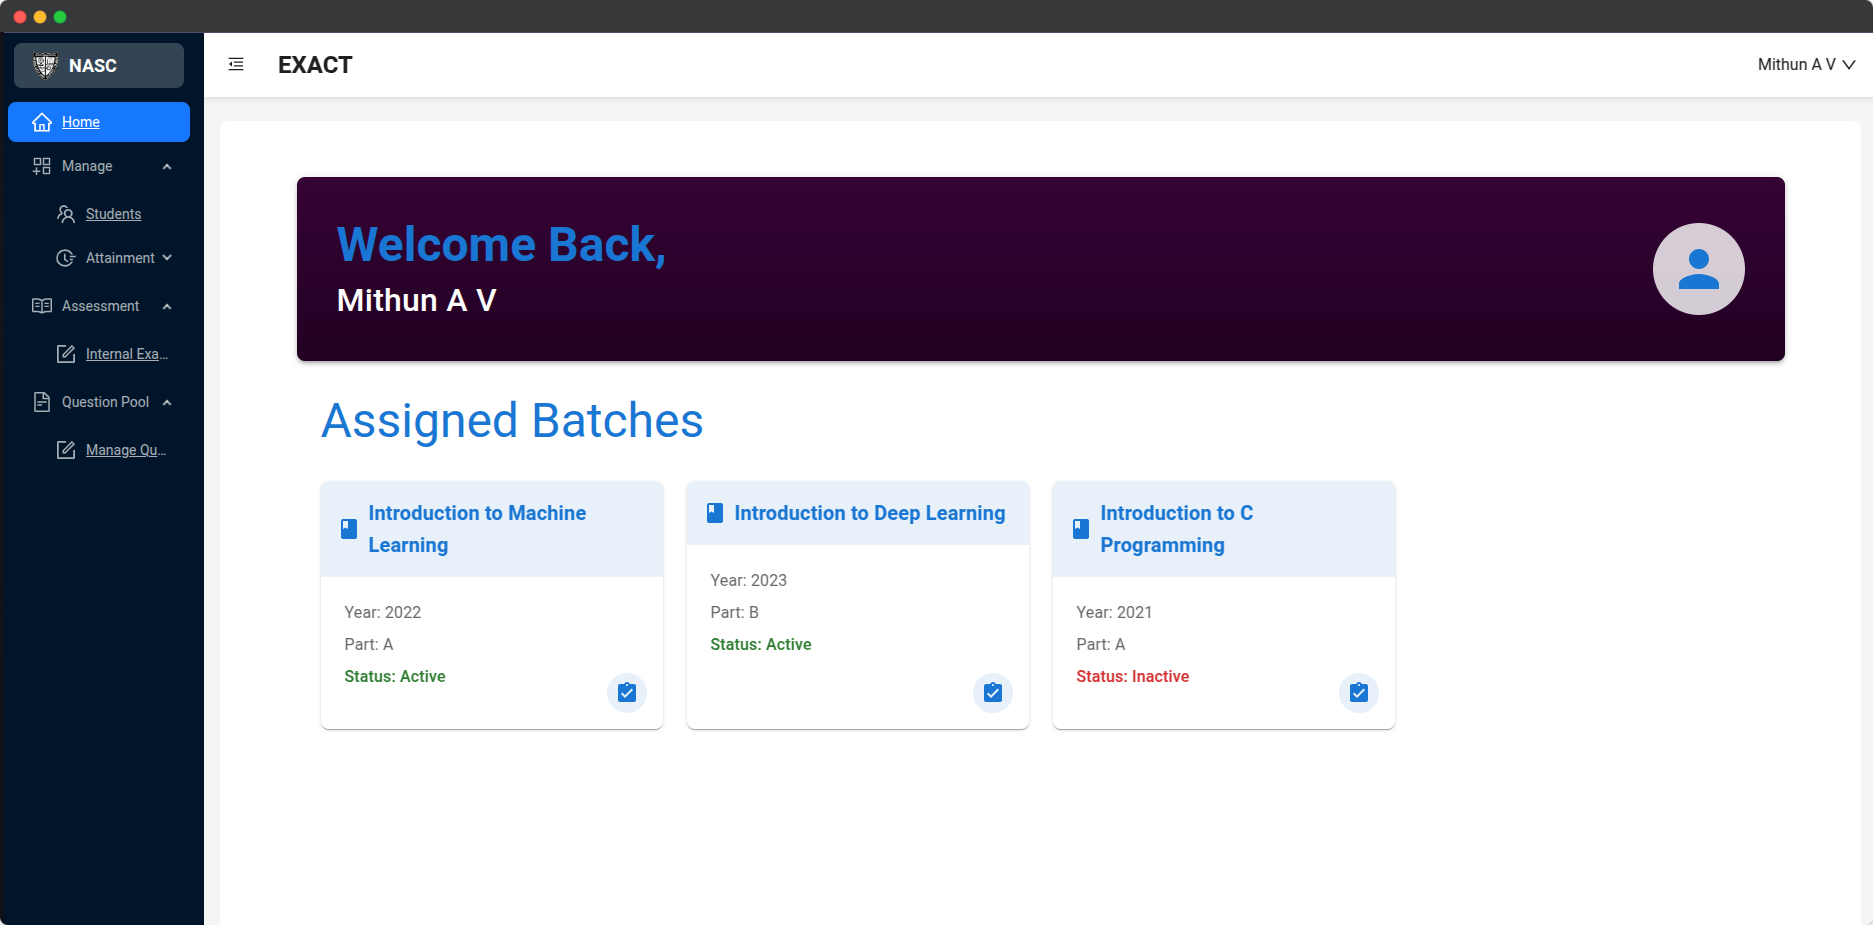 NASC
EXACT
Mithun A V
Home
Manage
Students
Attainment
Assessment
Internal Exa...
Question Pool
Manage Qu...
Welcome Back,
Mithun A V
Assigned Batches
Introduction to Machine
Learning
Year: 2022
Part: A
Status: Active
Introduction to Deep Learning
Year: 2023
Part: B
Status: Active
Introduction to C
Programming
Year: 2021
Part: A
Status: Inactive